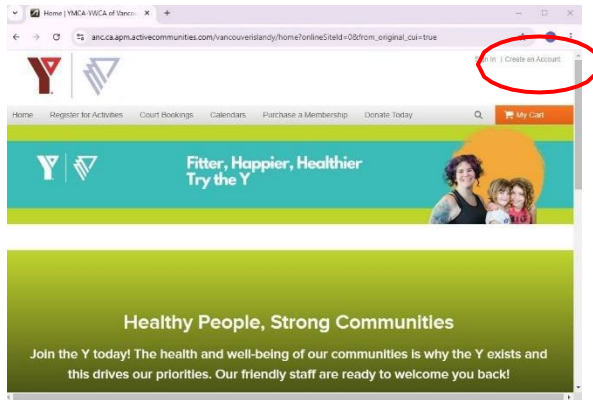 Home | YMCA-YWCA of Vancou
anc.ca.apm.activecommunities.com/vancouverislandy/home?onlineSiteId=0&from_original_cui=true
Sign In | Create an Account
Home Register for Activities Court Bookings Calendars Purchase a Membership Donate Today My Cart
Fitter, Happier, Healthier
Try the Y
Healthy People, Strong Communities
Join the Y today! The health and well-being of our communities is why the Y exists and
this drives our priorities. Our friendly staff are ready to welcome you back!